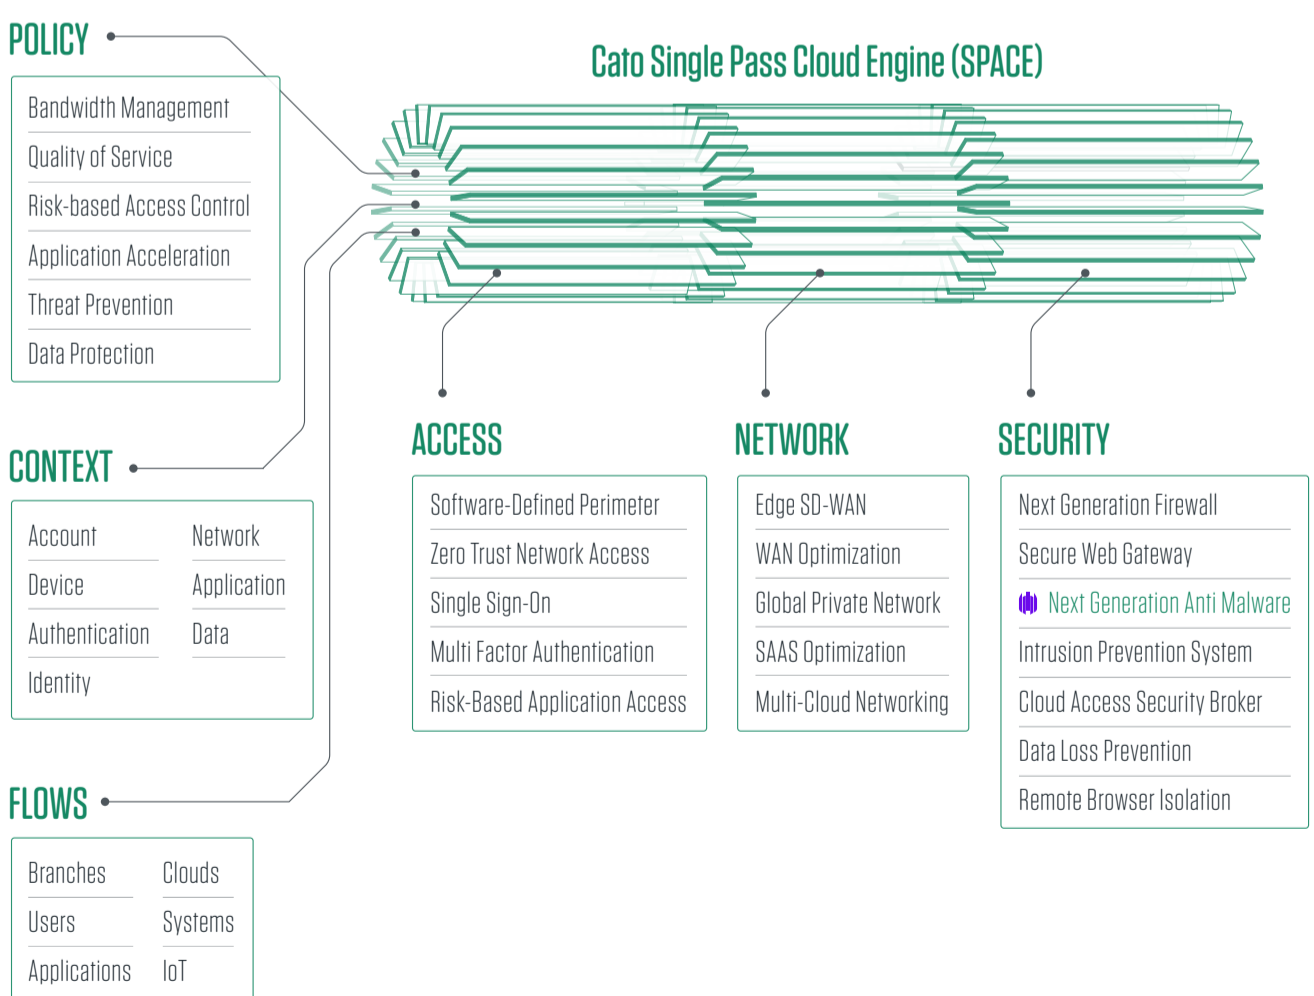 POLICY
Bandwidth Management
Quality of Service
Risk-based Access Control
Application Acceleration
Threat Prevention
Data Protection
Cato Single Pass Cloud Engine (SPACE)
CONTEXT
Account
Device
Authentication
Identity
Network
Application
Data
FLOWS
Branches
Users
Applications
Clouds
Systems
IoT
ACCESS
Software-Defined Perimeter
Zero Trust Network Access
Single Sign-On
Multi Factor Authentication
Risk-Based Application Access
NETWORK
Edge SD-WAN
WAN Optimization
Global Private Network
SAAS Optimization
Multi-Cloud Networking
SECURITY
Next Generation Firewall
Secure Web Gateway
Next Generation Anti Malware
Intrusion Prevention System
Cloud Access Security Broker
Data Loss Prevention
Remote Browser Isolation